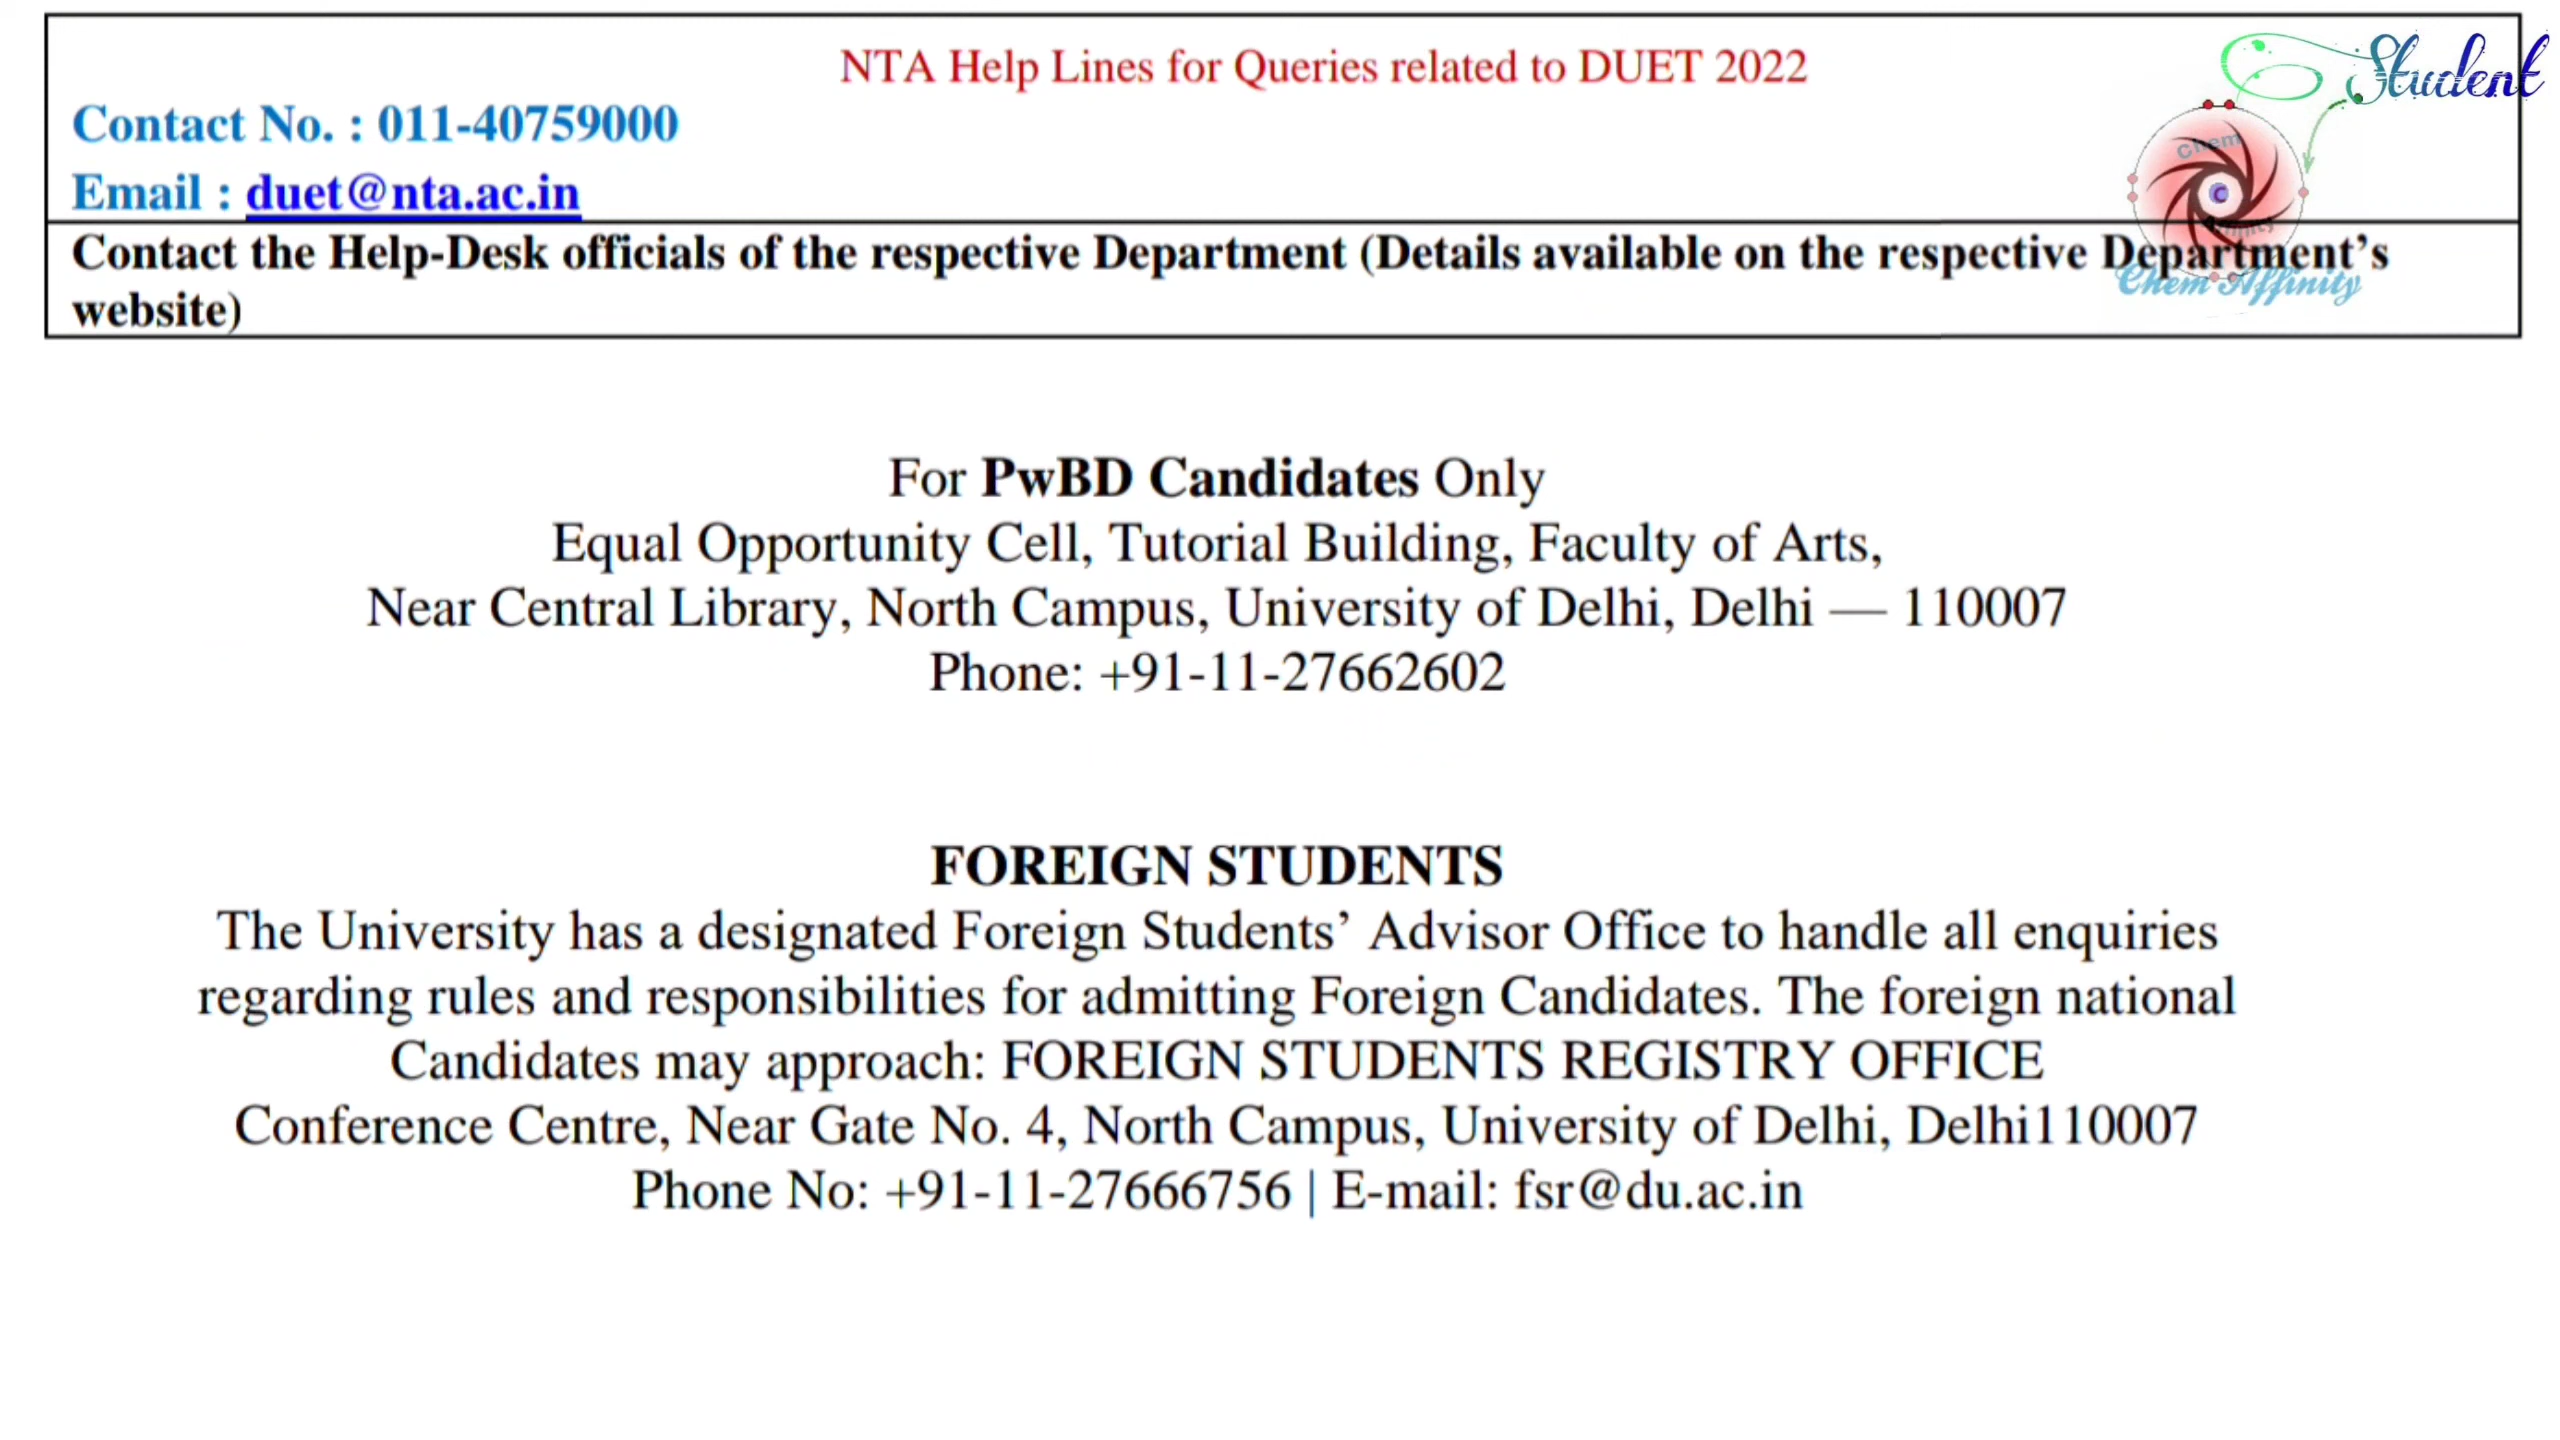 NTA Help Lines for Queries related to DUET 2022
Student
Contact No. : 011-40759000
Email : duet@nta.ac.in
Chem
C
Contact the Help-Desk officials of the respective Department (Details available on the respective Department’s
website)
Chem Affinity
For PwBD Candidates Only
Equal Opportunity Cell, Tutorial Building, Faculty of Arts,
Near Central Library, North Campus, University of Delhi, Delhi — 110007
Phone: +91-11-27662602
FOREIGN STUDENTS
The University has a designated Foreign Students’ Advisor Office to handle all enquiries
regarding rules and responsibilities for admitting Foreign Candidates. The foreign national
Candidates may approach: FOREIGN STUDENTS REGISTRY OFFICE
Conference Centre, Near Gate No. 4, North Campus, University of Delhi, Delhi110007
Phone No: +91-11-27666756 | E-mail: fsr@du.ac.in